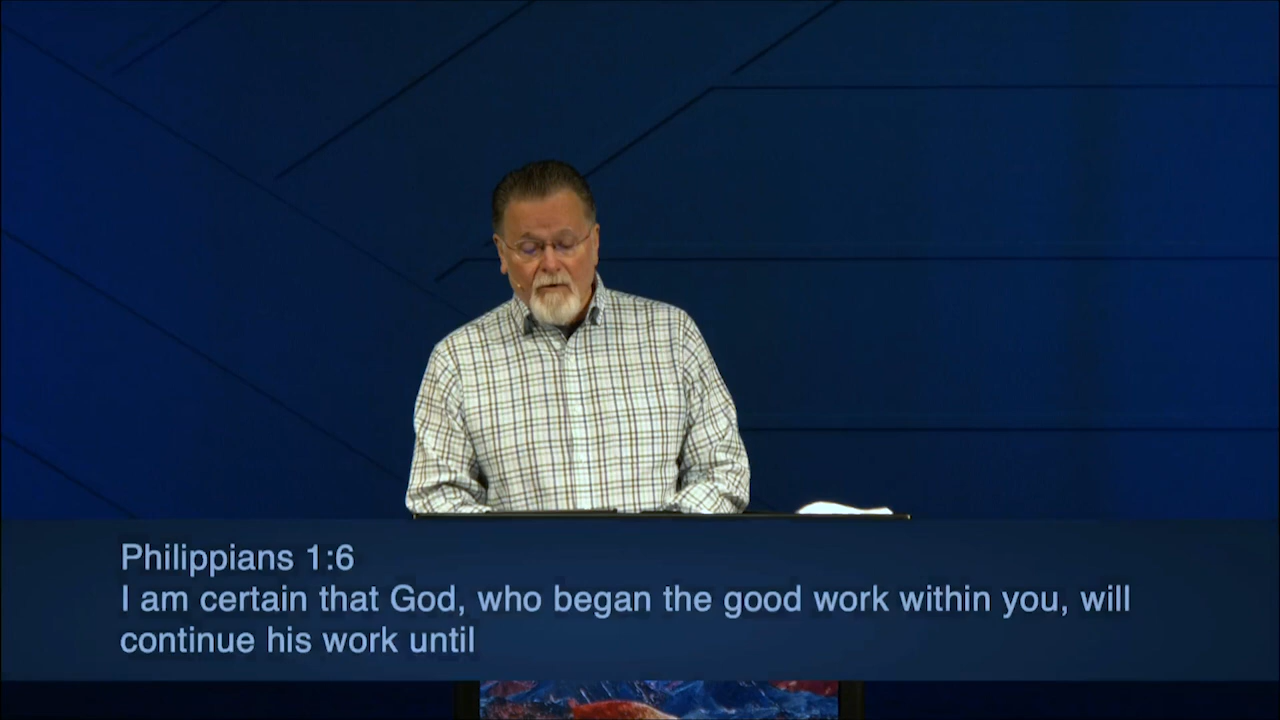 Philippians 1:6
I am certain that God, who began the good work within you, will
continue his work until